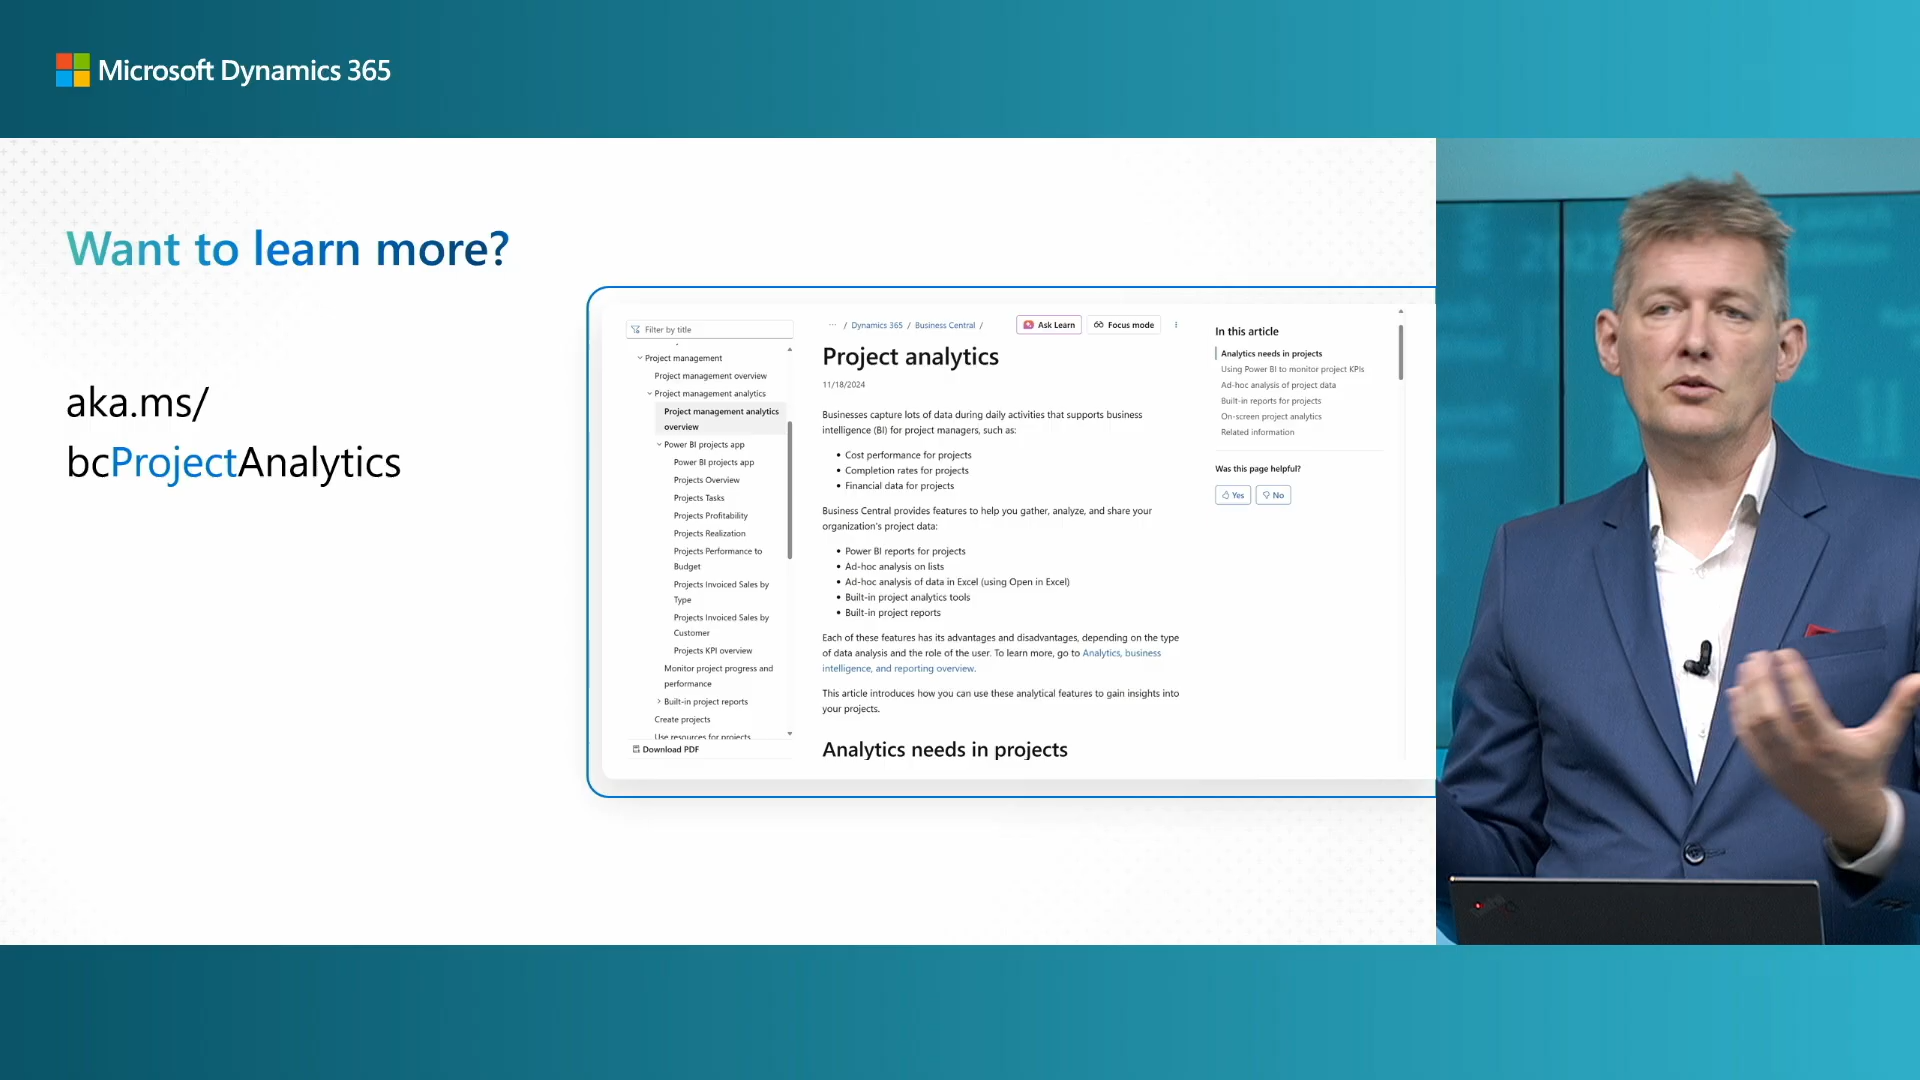 Microsoft Dynamics 365
Want to learn more?
aka.ms/
bcProjectAnalytics
Filter by title
Project management
Project management overview
Project management analytics
Project management analytics
overview
Power BI projects app
Power BI projects app
Projects Overview
Projects Tasks
Projects Profitability
Projects Realization
Projects Performance to
Budget
Projects Invoiced Sales by
Type
Projects Invoiced Sales by
Customer
Projects KPI overview
Monitor project progress and
performance
Built-in project reports
Create projects
Use resources for projects
Download PDF
... / Dynamics 365 / Business Central /
Ask Learn
Focus mode
Project analytics
11/18/2024
Businesses capture lots of data during daily activities that supports business
intelligence (BI) for project managers, such as:
• Cost performance for projects
• Completion rates for projects
• Financial data for projects
Business Central provides features to help you gather, analyze, and share your
organization's project data:
• Power BI reports for projects
• Ad-hoc analysis on lists
• Ad-hoc analysis of data in Excel (using Open in Excel)
• Built-in project analytics tools
• Built-in project reports
Each of these features has its advantages and disadvantages, depending on the type
of data analysis and the role of the user. To learn more, go to Analytics, business
intelligence, and reporting overview.
This article introduces how you can use these analytical features to gain insights into
your projects.
Analytics needs in projects
In this article
Analytics needs in projects
Using Power BI to monitor project KPIs
Ad-hoc analysis of project data
Built-in reports for projects
On-screen project analytics
Related information
Was this page helpful?
Yes
No